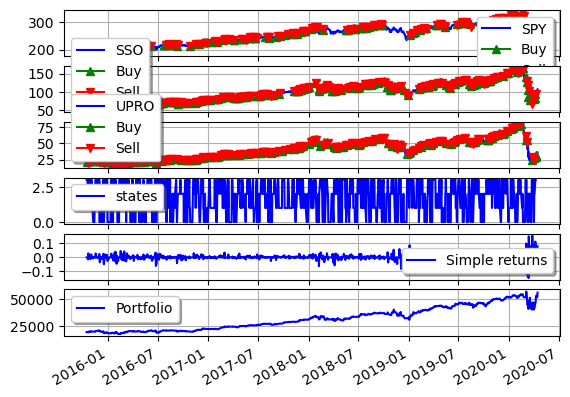 300
200
SPY
Buy
SSO
Buy
Sell
150
100
50
UPRO
Buy
Sell
75
50
25
2.5
0.0
states
0.1
0.0
−0.1
Simple returns
50000
25000
Portfolio
2016-01
2016-07
2017-01
2017-07
2018-01
2018-07
2019-01
2019-07
2020-01
2020-07